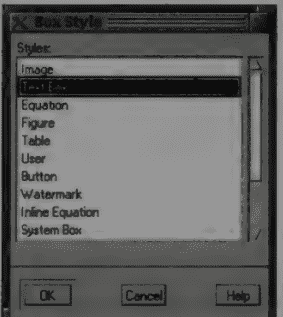 Box Style
Styles:
Image
Text Box
Equation
Figure
Table
User
Button
Watermark
Inline Equation
System Box
OK
Cancel
Help